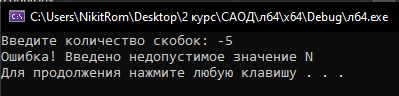 C:\Users\NikitRom\Desktop\2 курс\САОД\л64\x64\Debug\л64.exe
Введите количество скобок: -5
Ошибка! Введено недопустимое значение N
Для продолжения нажмите любую клавишу . . .